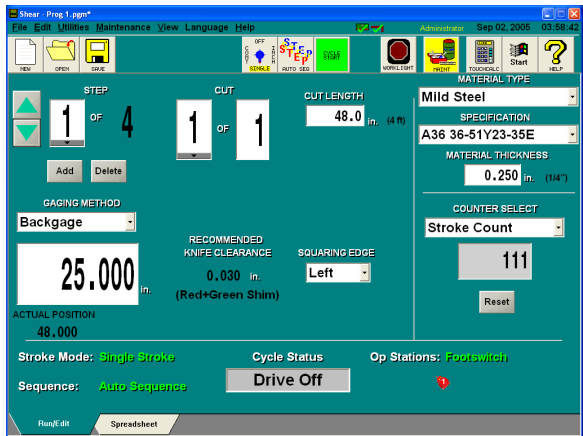 Shear - Prog 1.pgm*
File Edit Utilities Maintenance View Language Help Administrator Sep 02, 2005 03:58:42
NEW OPEN SAVE OFF SINGLE STEP STEP AUTO SEQ CYCLE START WORKLIGHT MAINT TOUCHCALC Start HELP
STEP CUT CUT LENGTH MATERIAL TYPE
1 OF 4 1 OF 1 48.0 in. (4 ft) Mild Steel
SPECIFICATION
A36 36-51Y23-35E
MATERIAL THICKNESS
Add Delete 0.250 in. (1/4")
GAGING METHOD COUNTER SELECT
Backgage Stroke Count
RECOMMENDED
KNIFE CLEARANCE SQUARING EDGE
25.000 in. 0.030 in. Left 111
(Red+Green Shim)
Reset
ACTUAL POSITION
48.000
Stroke Mode: Single Stroke Cycle Status Op Stations: Footswitch
Sequence: Auto Sequence Drive Off 1
Run/Edit Spreadsheet